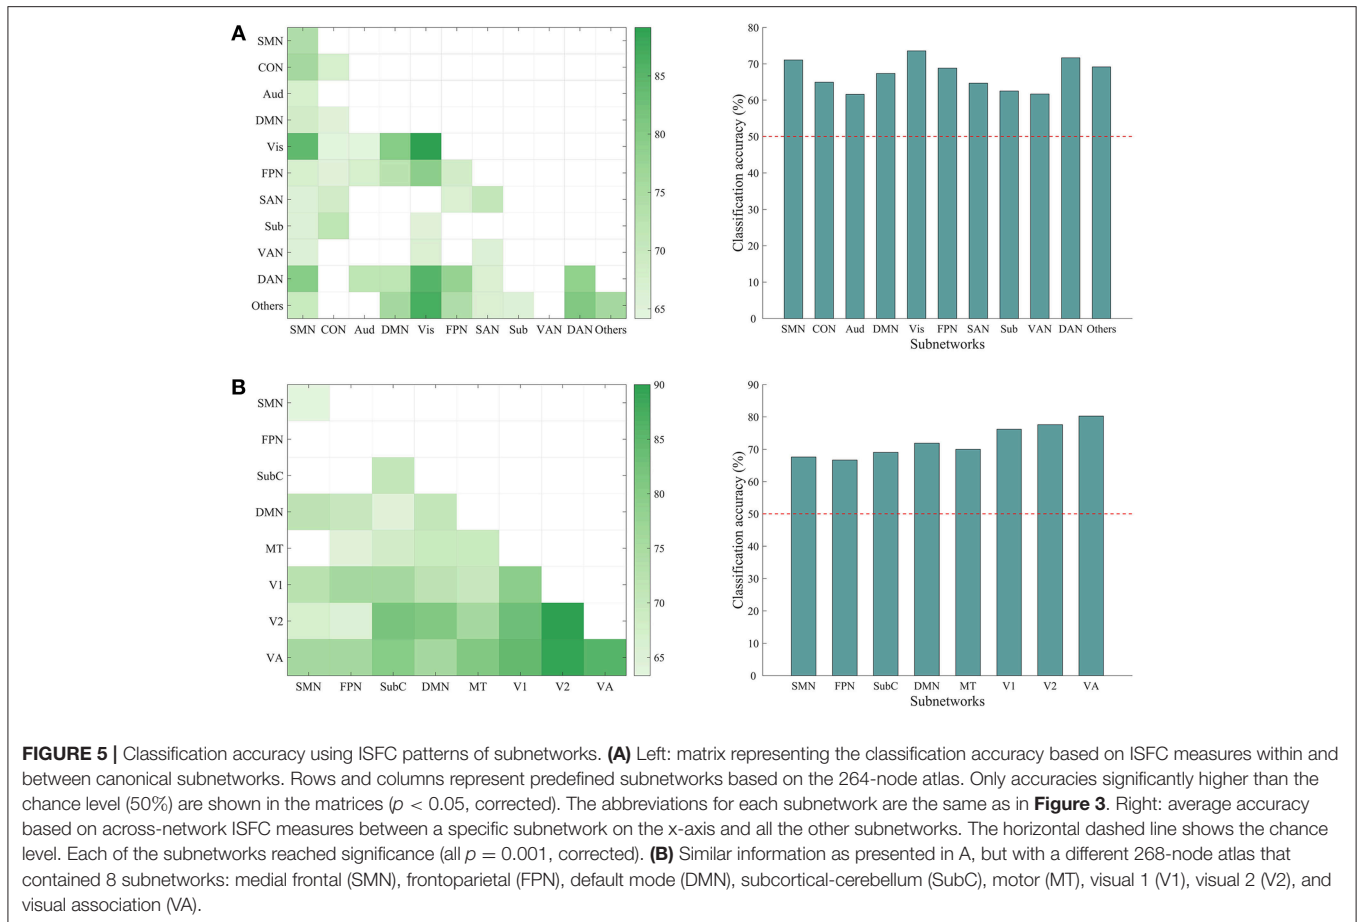 A
SMN
CON
Aud
DMN
Vis
FPN
SAN
Sub
VAN
DAN
Others
SMN CON Aud DMN Vis FPN SAN Sub VAN DAN Others
85
80
75
70
65
80
70
60
50
40
30
20
10
0
Classification accuracy (%)
SMN CON Aud DMN Vis FPN SAN Sub VAN DAN Others
Subnetworks
B
SMN
FPN
SubC
DMN
MT
V1
V2
VA
SMN FPN SubC DMN MT V1 V2 VA
90
85
80
75
70
65
90
80
70
60
50
40
30
20
10
0
Classification accuracy (%)
SMN FPN SubC DMN MT V1 V2 VA
Subnetworks
FIGURE 5 | Classification accuracy using ISFC patterns of subnetworks. (A) Left: matrix representing the classification accuracy based on ISFC measures within and
between canonical subnetworks. Rows and columns represent predefined subnetworks based on the 264-node atlas. Only accuracies significantly higher than the
chance level (50%) are shown in the matrices (p < 0.05, corrected). The abbreviations for each subnetwork are the same as in Figure 3. Right: average accuracy
based on across-network ISFC measures between a specific subnetwork on the x-axis and all the other subnetworks. The horizontal dashed line shows the chance
level. Each of the subnetworks reached significance (all p = 0.001, corrected). (B) Similar information as presented in A, but with a different 268-node atlas that
contained 8 subnetworks: medial frontal (SMN), frontoparietal (FPN), default mode (DMN), subcortical-cerebellum (SubC), motor (MT), visual 1 (V1), visual 2 (V2), and
visual association (VA).